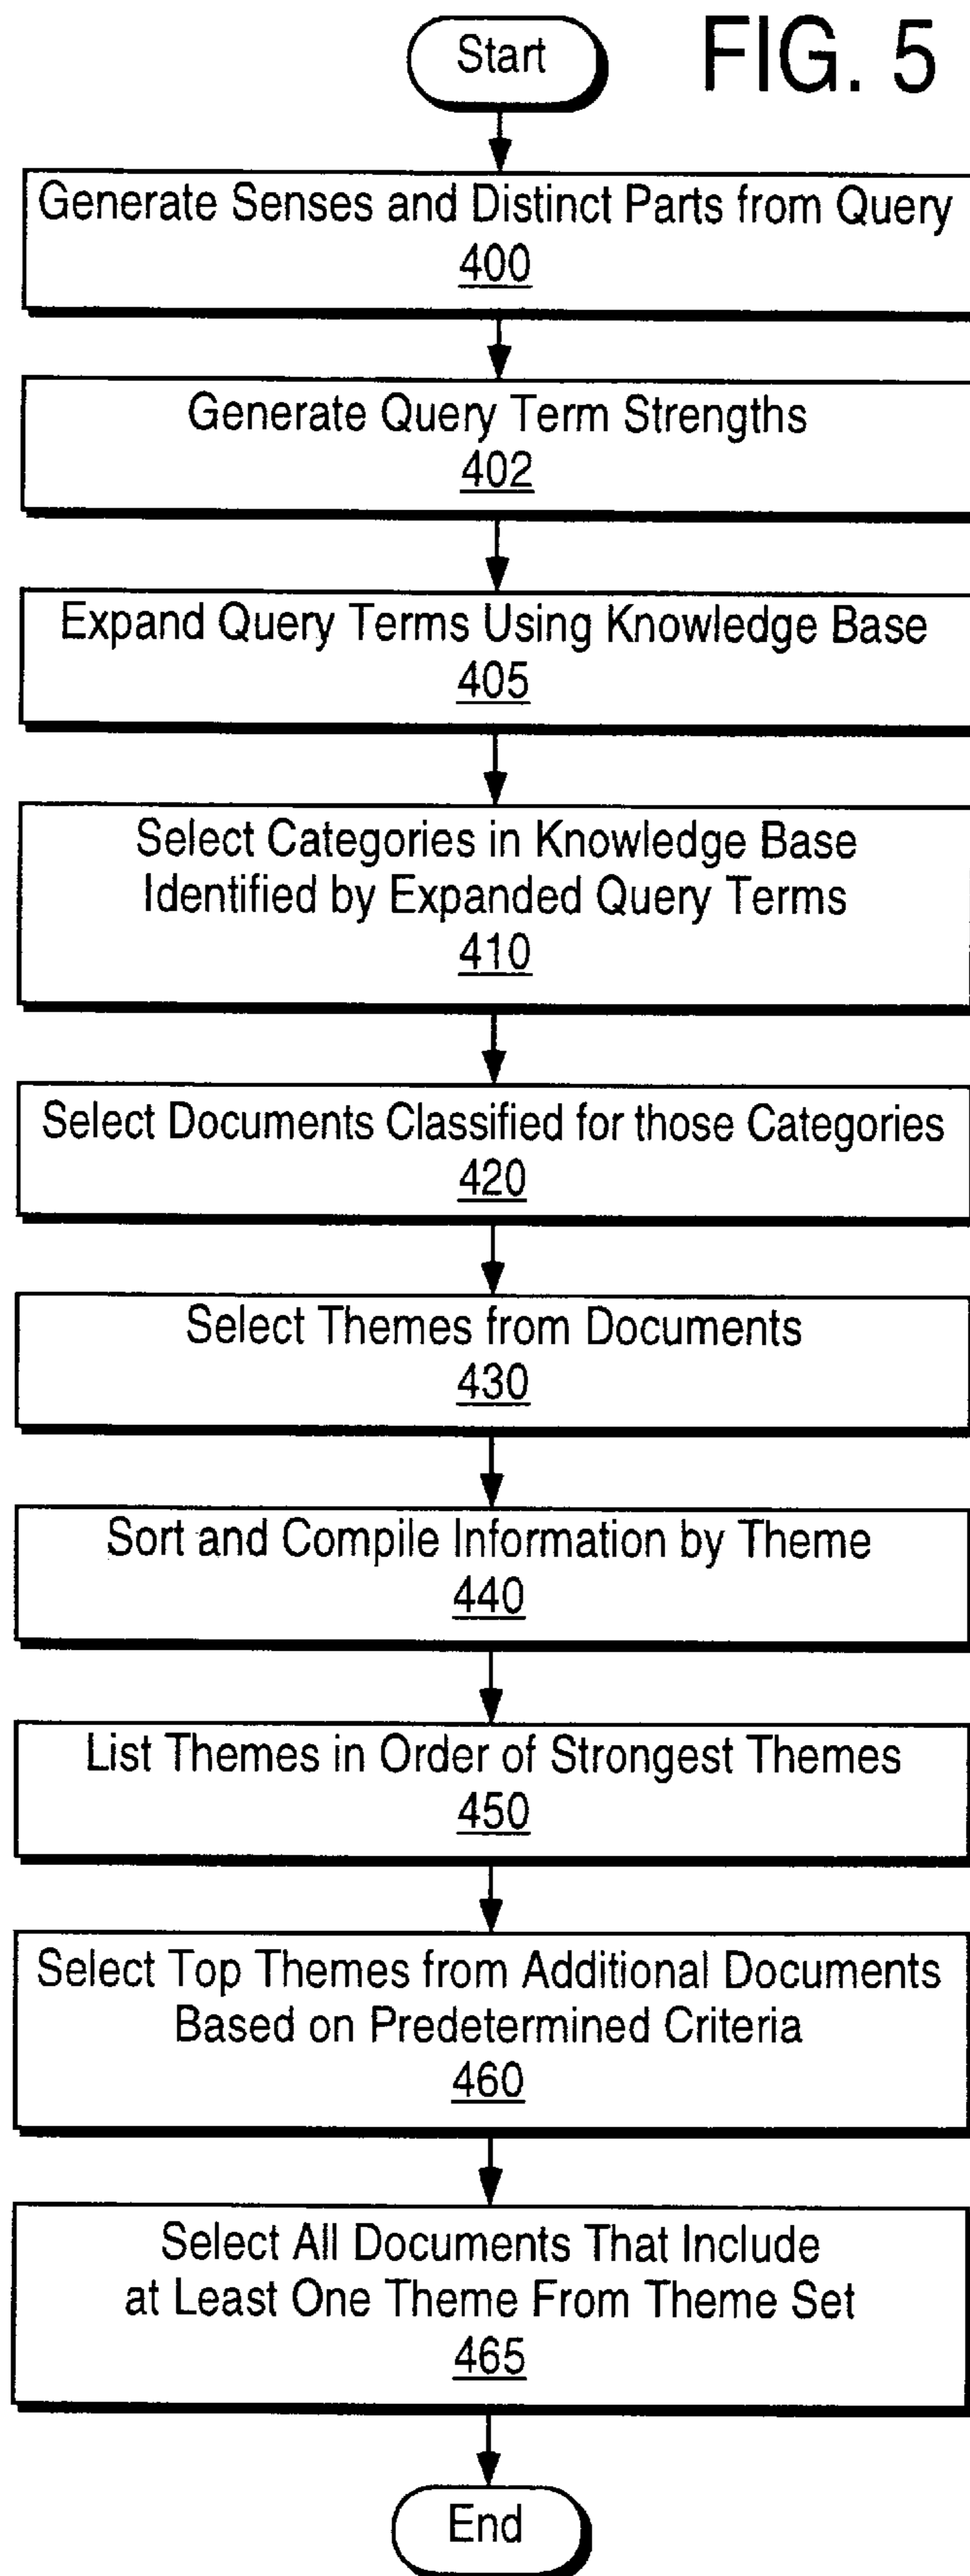 FIG. 5
Start
Generate Senses and Distinct Parts from Query
400
Generate Query Term Strengths
402
Expand Query Terms Using Knowledge Base
405
Select Categories in Knowledge Base
Identified by Expanded Query Terms
410
Select Documents Classified for those Categories
420
Select Themes from Documents
430
Sort and Compile Information by Theme
440
List Themes in Order of Strongest Themes
450
Select Top Themes from Additional Documents
Based on Predetermined Criteria
460
Select All Documents That Include
at Least One Theme From Theme Set
465
End